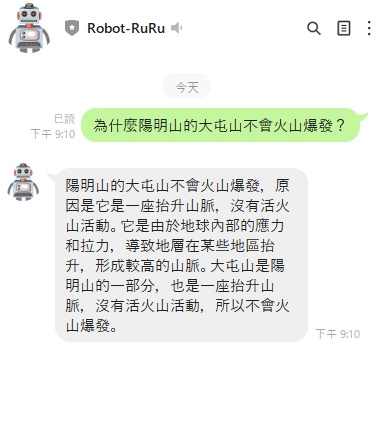 Robot-RuRu
今天
已讀
下午 9:10
為什麼陽明山的大屯山不會火山爆發？
陽明山的大屯山不會火山爆發，原
因是它是一座抬升山脈，沒有活火
山活動。它是由於地球內部的應力
和拉力，導致地層在某些地區抬
升，形成較高的山脈。大屯山是陽
明山的一部分，也是一座抬升山
脈，沒有活火山活動，所以不會火
山爆發。
下午 9:10